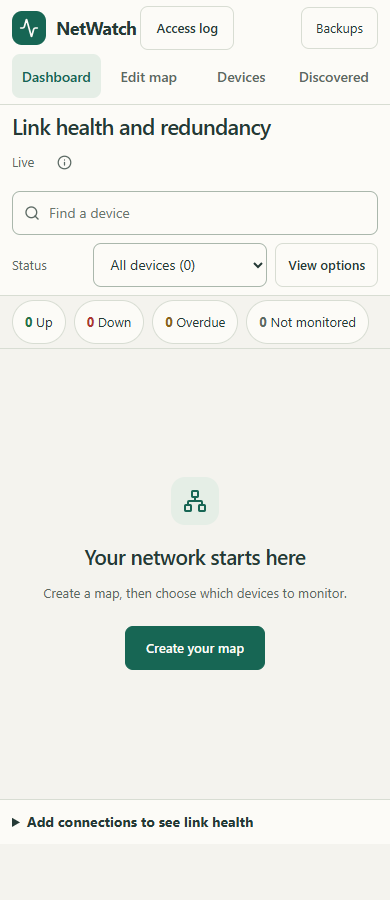 NetWatch Access log Backups
Dashboard Edit map Devices Discovered
Link health and redundancy
Live
Find a device
Status All devices (0) View options
0 Up 0 Down 0 Overdue 0 Not monitored
Your network starts here
Create a map, then choose which devices to monitor.
Create your map
Add connections to see link health